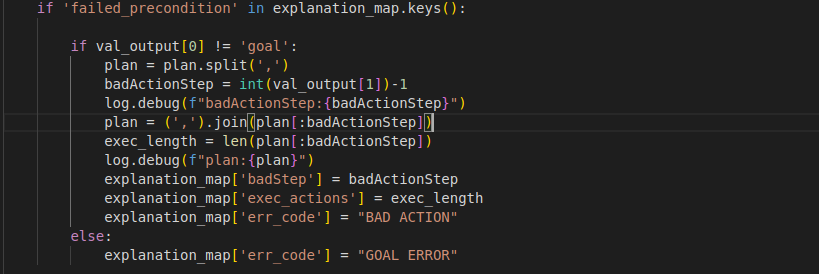 if 'failed_precondition' in explanation_map.keys():
if val_output[0] != 'goal':
plan = plan.split(',')
badActionStep = int(val_output[1])-1
log.debug(f"badActionStep:{badActionStep}")
plan = (',').join(plan[:badActionStep])
exec_length = len(plan[:badActionStep])
log.debug(f"plan:{plan}")
explanation_map['badStep'] = badActionStep
explanation_map['exec_actions'] = exec_length
explanation_map['err_code'] = "BAD ACTION"
else:
explanation_map['err_code'] = "GOAL ERROR"